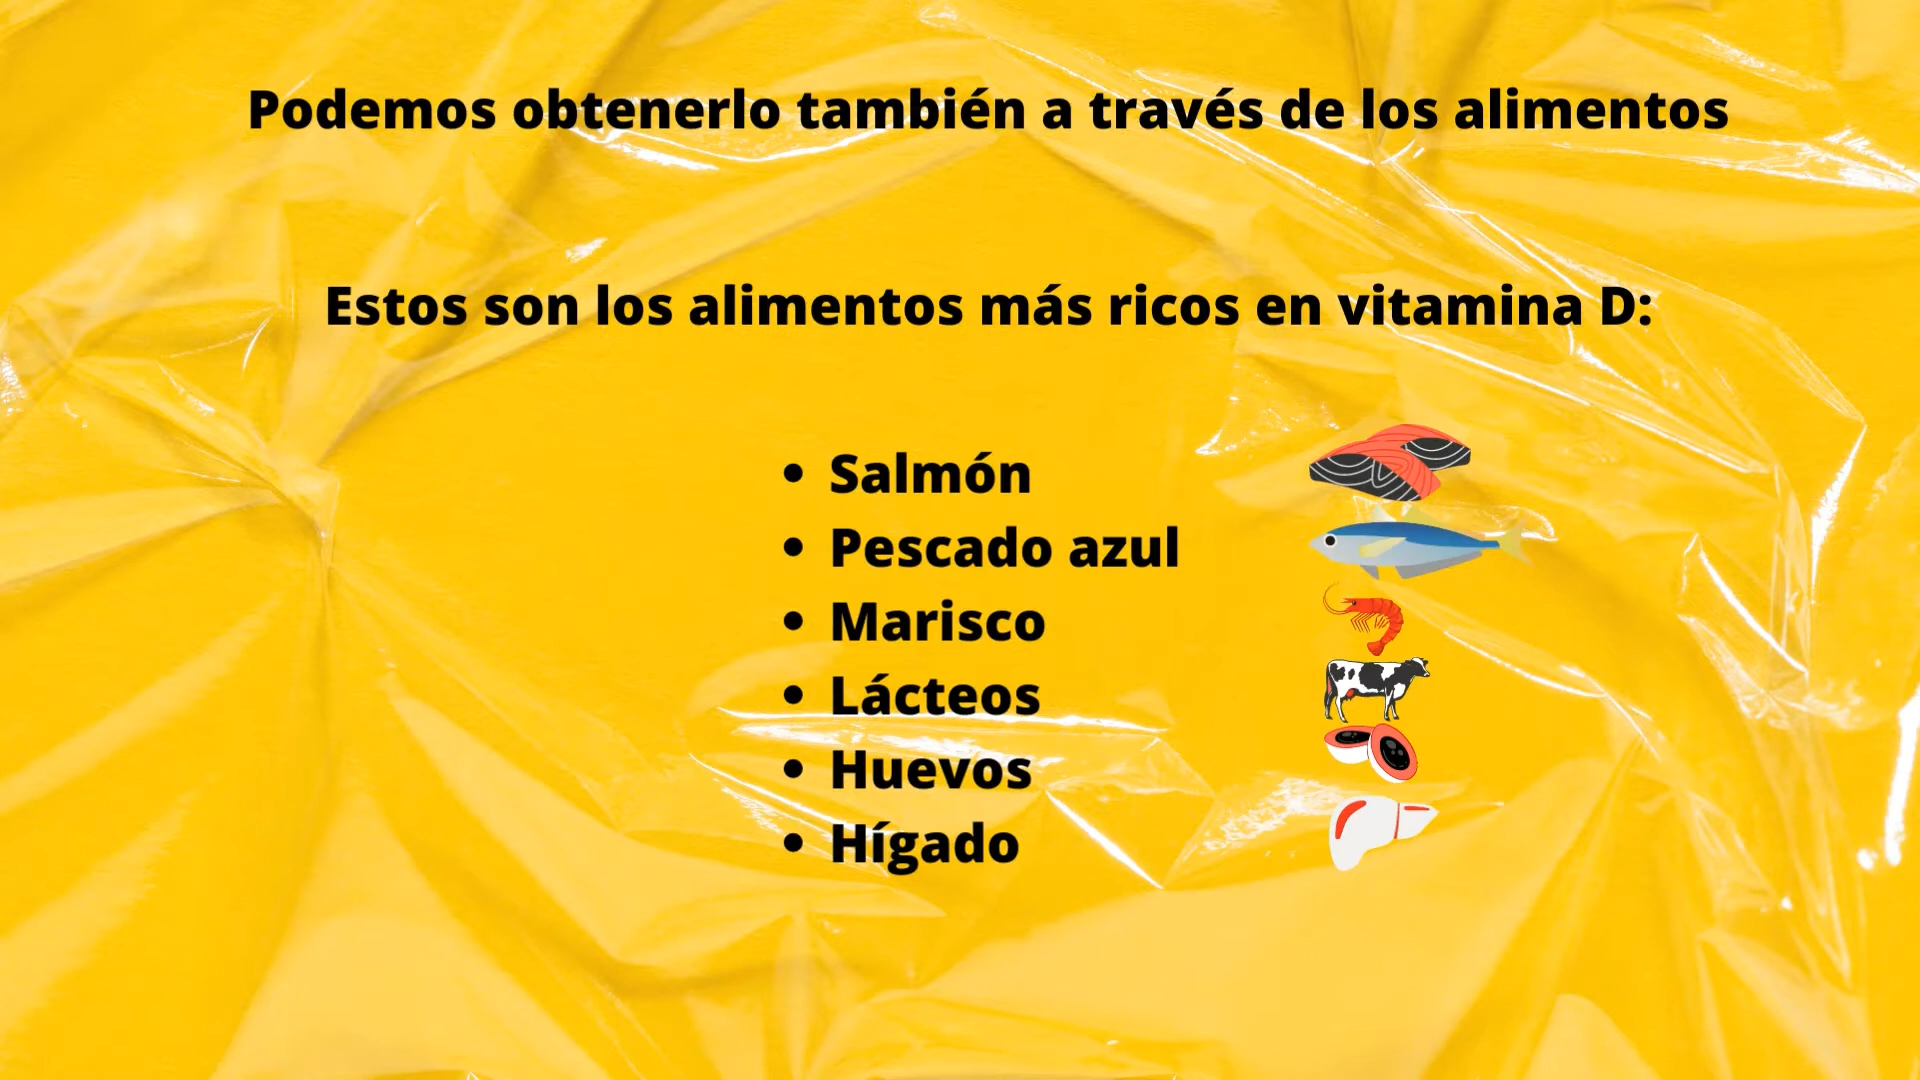 Podemos obtenerlo también a través de los alimentos
Estos son los alimentos más ricos en vitamina D:
• Salmón
• Pescado azul
• Marisco
• Lácteos
• Huevos
• Hígado